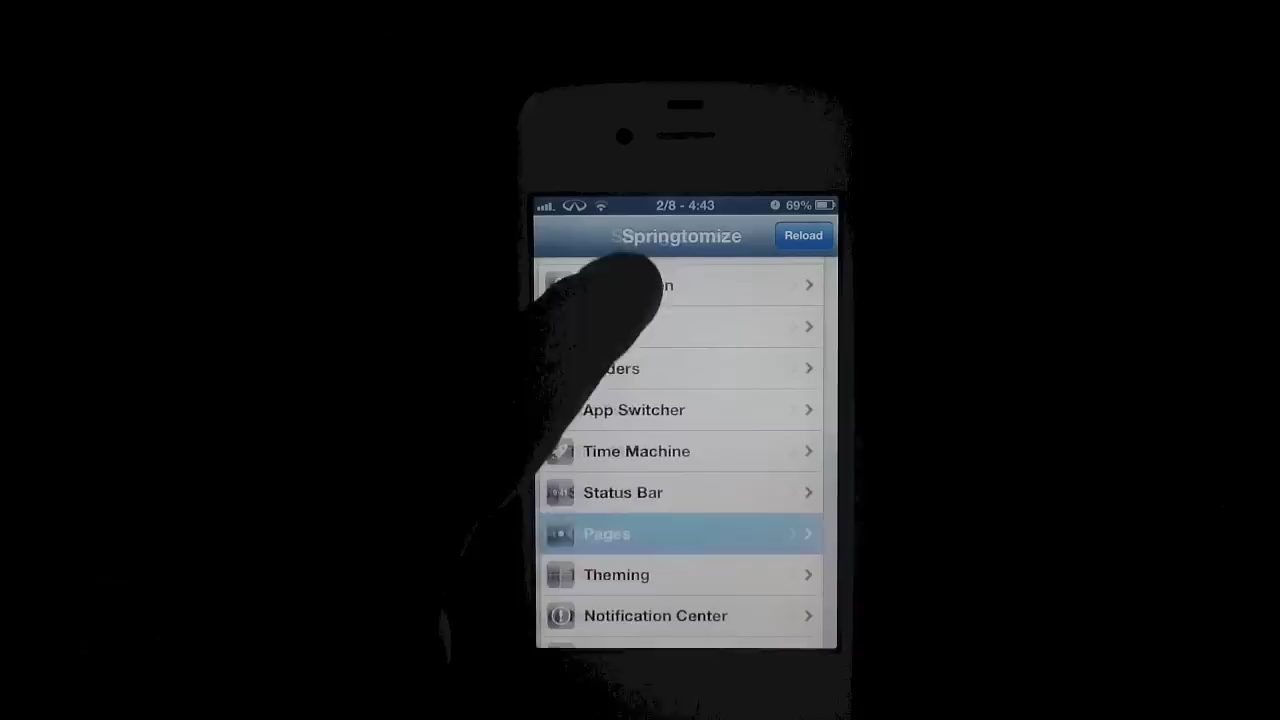 2/8 - 4:43
69%
Springtomize
Reload
App Switcher
Time Machine
Status Bar
Pages
Theming
Notification Center